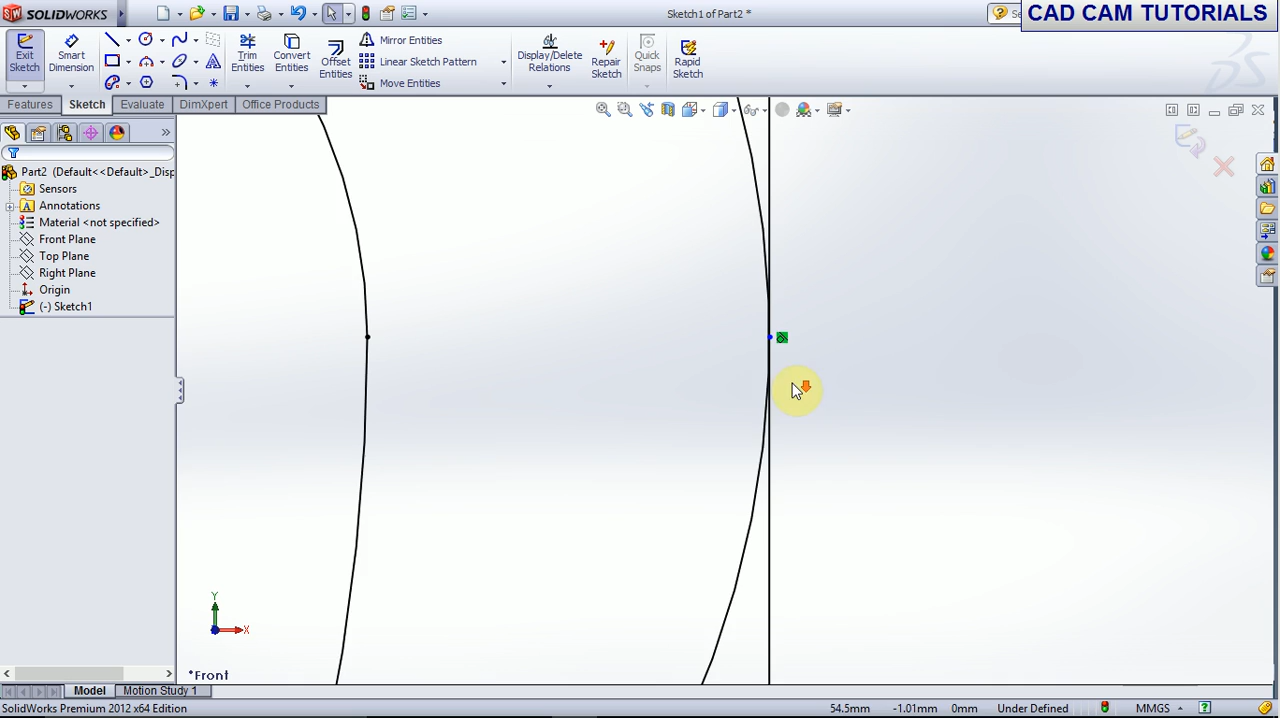 SOLIDWORKS
Sketch1 of Part2 *
Se
CAD CAM TUTORIALS
Exit Sketch
Smart Dimension
Trim Entities
Convert Entities
Offset Entities
Mirror Entities
Linear Sketch Pattern
Move Entities
Display/Delete Relations
Repair Sketch
Quick Snaps
Rapid Sketch
Features
Sketch
Evaluate
DimXpert
Office Products
Part2 (Default<<Default>_Disp
Sensors
Annotations
Material <not specified>
Front Plane
Top Plane
Right Plane
Origin
(-) Sketch1
Y
X
*Front
Model
Motion Study 1
SolidWorks Premium 2012 x64 Edition
54.5mm
-1.01mm
0mm
Under Defined
MMGS